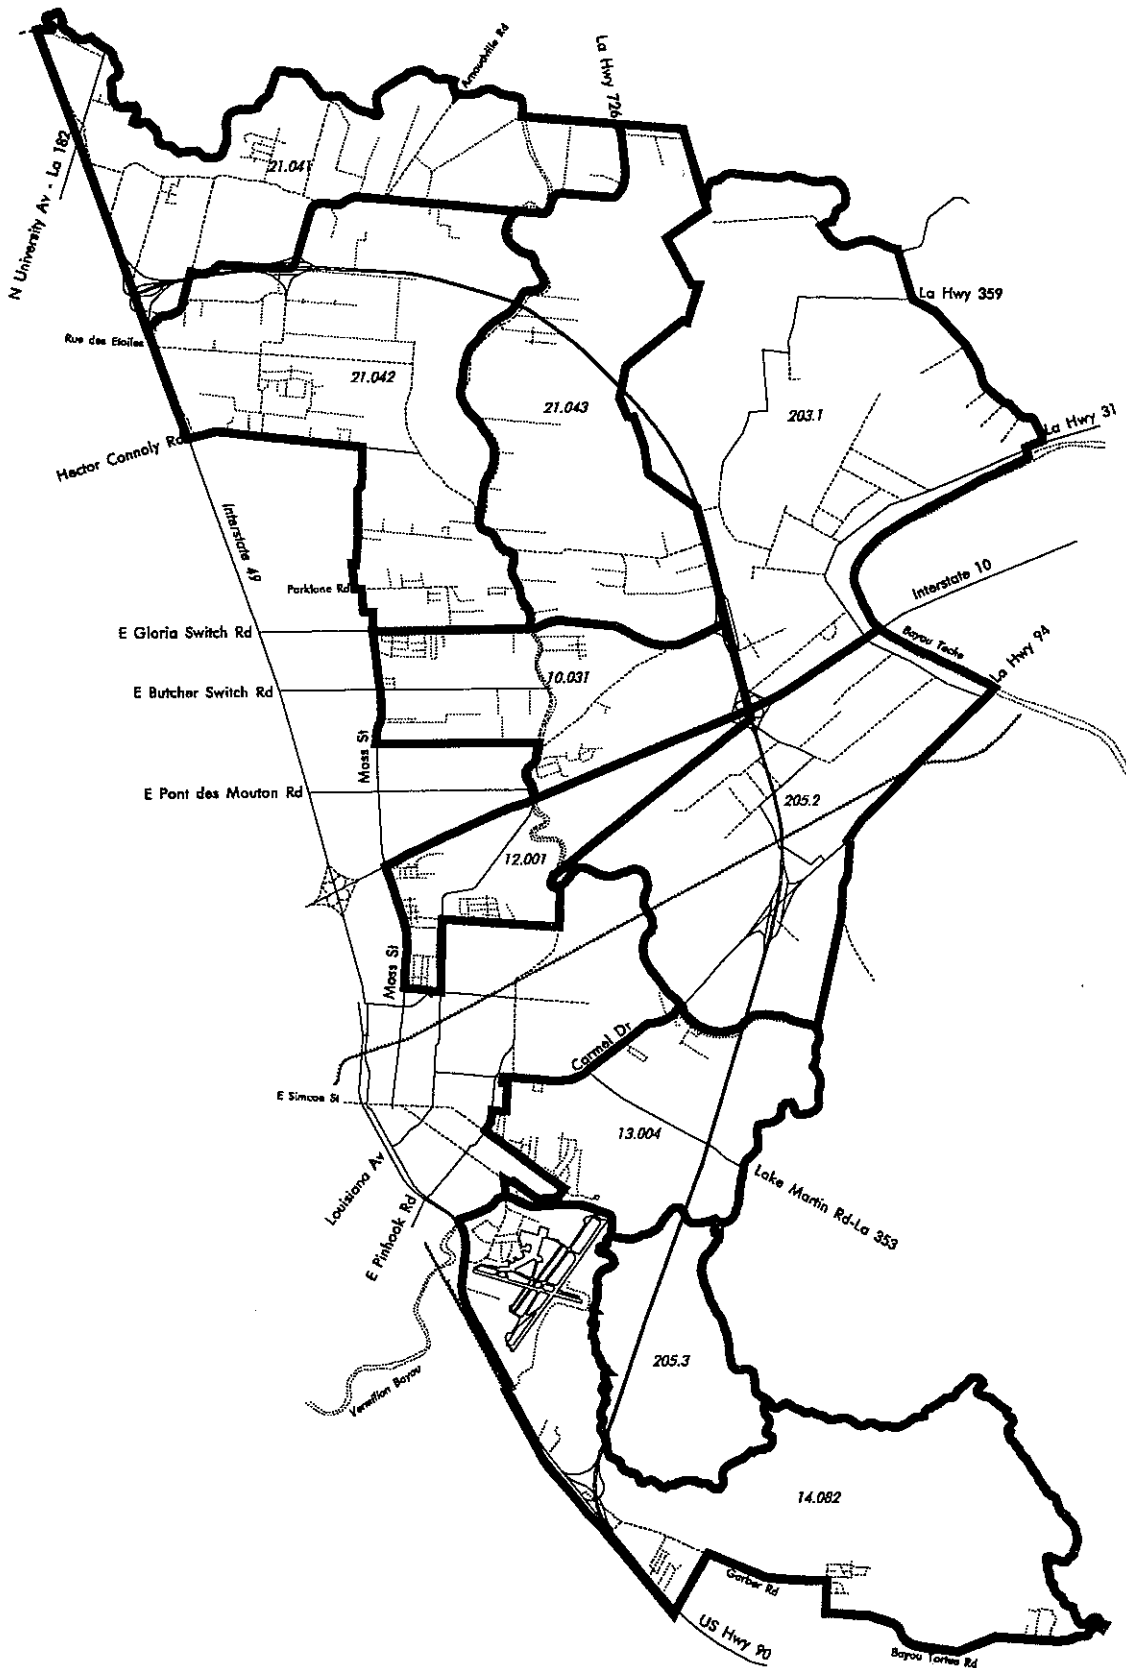 Arnoudville Rd
La Hwy 726
N University Av - La 182
21.041
La Hwy 359
Rue des Etoiles
21.042
21.043
203.1
La Hwy 31
Hector Connoly Rd
Interstate 49
Interstate 10
Parklane Rd
E Gloria Switch Rd
Bayou Teche
La Hwy 94
10.031
E Butcher Switch Rd
Moss St
E Pont des Mouton Rd
205.2
12.001
Moss St
Carmel Dr
E Simcoe St
13.004
Louisiana Av
Lake Martin Rd-La 353
E Pinhook Rd
205.3
Vermilion Bayou
14.082
Garber Rd
US Hwy 90
Bayou Tortea Rd